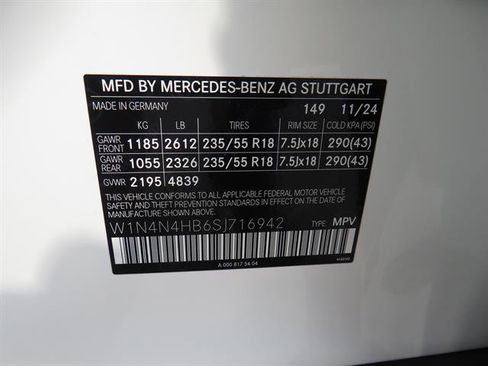 MFD BY MERCEDES-BENZ AG STUTTGART
MADE IN GERMANY 149 11/24
KG LB TIRES RIM SIZE COLD KPA (PSI)
GAWR FRONT 1185 2612 235/55 R18 7.5Jx18 290(43)
GAWR REAR 1055 2326 235/55 R18 7.5Jx18 290(43)
GVWR 2195 4839
THIS VEHICLE CONFORMS TO ALL APPLICABLE FEDERAL MOTOR VEHICLE
SAFETY BUMPER, AND THEFT PREVENTION STANDARDS IN
EFFECT ON THE DATE OF MANUFACTURE SHOWN ABOVE.
W1N4N4HB6SJ716942 TYPE: MPV
A 000 817 54 04